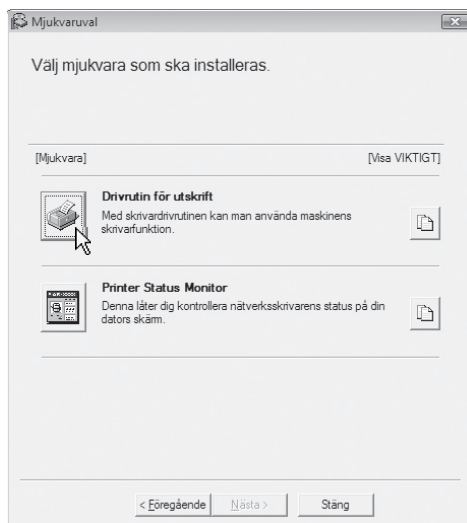 Mjukvaruval
Välj mjukvara som ska installeras.
[Mjukvara] [Visa VIKTIGT]
Drivrutin för utskrift
Med skrivardrivrutinen kan man använda maskinens
skrivarfunktion.
Printer Status Monitor
Denna låter dig kontrollera nätverksskrivarens status på din
dators skärm.
< Föregående Nästa > Stäng